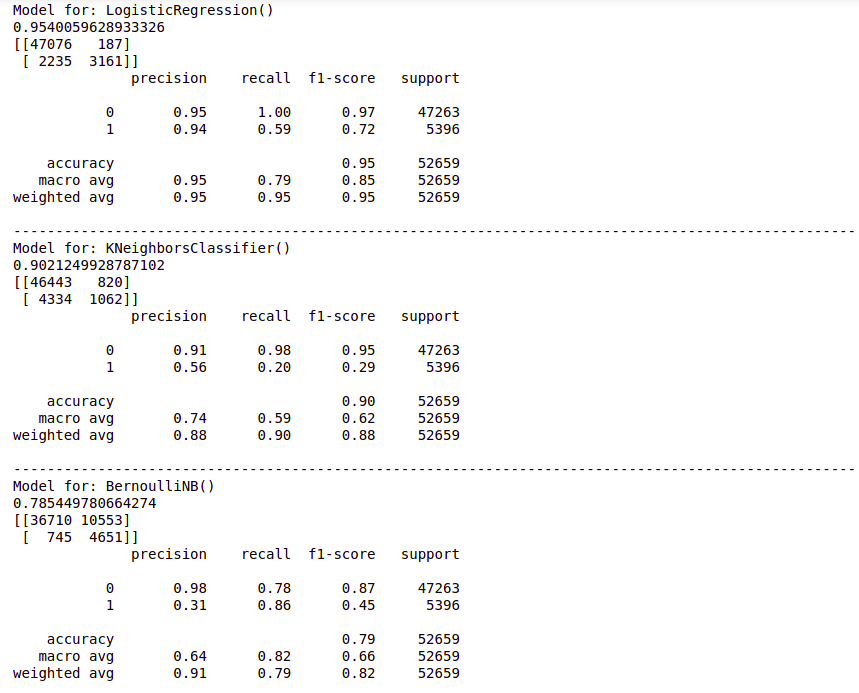 Model for: LogisticRegression()
0.9540059628933326
[[47076   187]
 [ 2235  3161]]
              precision    recall  f1-score   support

           0       0.95      1.00      0.97     47263
           1       0.94      0.59      0.72      5396

    accuracy                           0.95     52659
   macro avg       0.95      0.79      0.85     52659
weighted avg       0.95      0.95      0.95     52659

----------------------------------------------------------------------------------------------------
Model for: KNeighborsClassifier()
0.9021249928787102
[[46443   820]
 [ 4334  1062]]
              precision    recall  f1-score   support

           0       0.91      0.98      0.95     47263
           1       0.56      0.20      0.29      5396

    accuracy                           0.90     52659
   macro avg       0.74      0.59      0.62     52659
weighted avg       0.88      0.90      0.88     52659

----------------------------------------------------------------------------------------------------
Model for: BernoulliNB()
0.785449780664274
[[36710 10553]
 [  745  4651]]
              precision    recall  f1-score   support

           0       0.98      0.78      0.87     47263
           1       0.31      0.86      0.45      5396

    accuracy                           0.79     52659
   macro avg       0.64      0.82      0.66     52659
weighted avg       0.91      0.79      0.82     52659